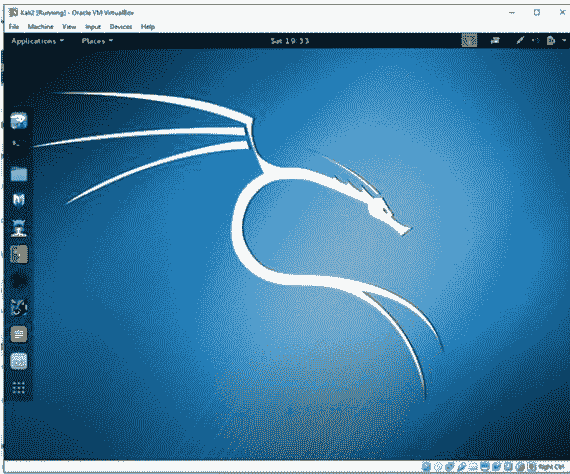 Kali2 [Running] - Oracle VM VirtualBox
File Machine View Input Devices Help
Applications Places Sat 19:33
Right Ctrl